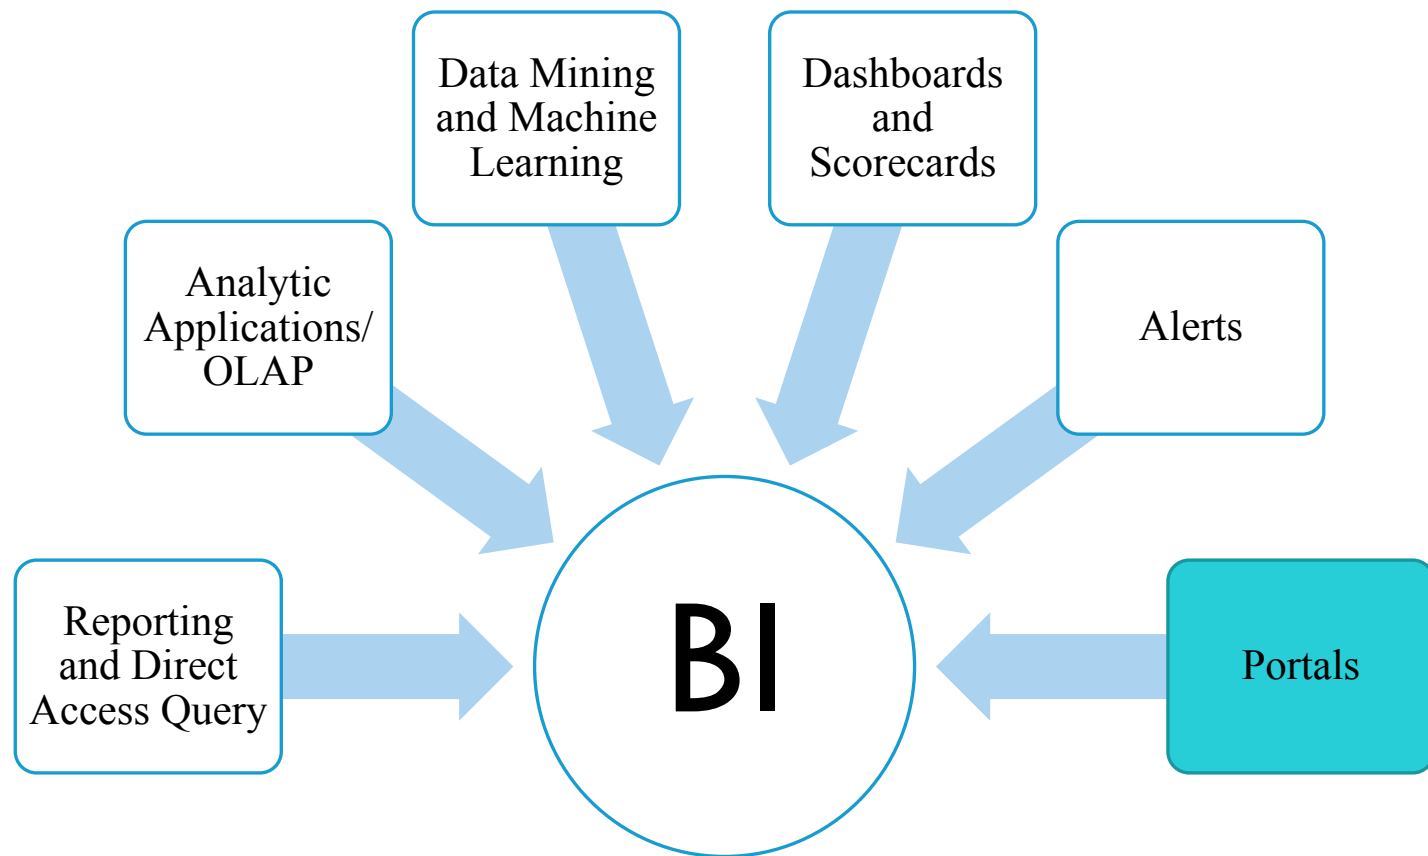 Data Mining
and Machine
Learning
Dashboards
and
Scorecards
Analytic
Applications/
OLAP
Alerts
Reporting
and Direct
Access Query
BI
Portals